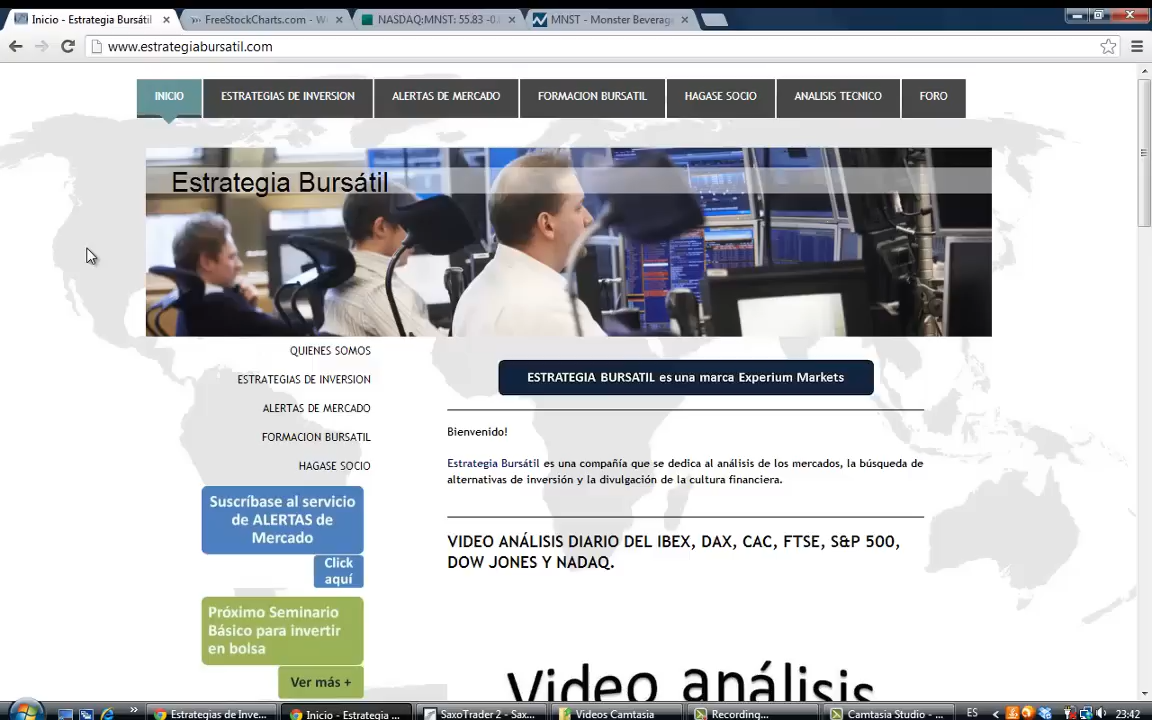 Inicio - Estrategia Bursátil
FreeStockCharts.com - W
NASDAQ:MNST: 55.83 -0.
MNST - Monster Beverag
www.estrategiabursatil.com
INICIO
ESTRATEGIAS DE INVERSION
ALERTAS DE MERCADO
FORMACION BURSATIL
HAGASE SOCIO
ANALISIS TECNICO
FORO
Estrategia Bursátil
QUIENES SOMOS
ESTRATEGIAS DE INVERSION
ALERTAS DE MERCADO
FORMACION BURSATIL
HAGASE SOCIO
Suscríbase al servicio
de ALERTAS de
Mercado
Click
aquí
Próximo Seminario
Básico para invertir
en bolsa
Ver más +
ESTRATEGIA BURSATIL es una marca Experium Markets
Bienvenido!
Estrategia Bursátil es una compañía que se dedica al análisis de los mercados, la búsqueda de
alternativas de inversión y la divulgación de la cultura financiera.
VIDEO ANÁLISIS DIARIO DEL IBEX, DAX, CAC, FTSE, S&P 500,
DOW JONES Y NADAQ.
Video análisis
Estrategias de Inve...
Inicio - Estrategia ...
SaxoTrader 2 - Sax...
Videos Camtasia
Recording...
Camtasia Studio - ...
ES
23:42